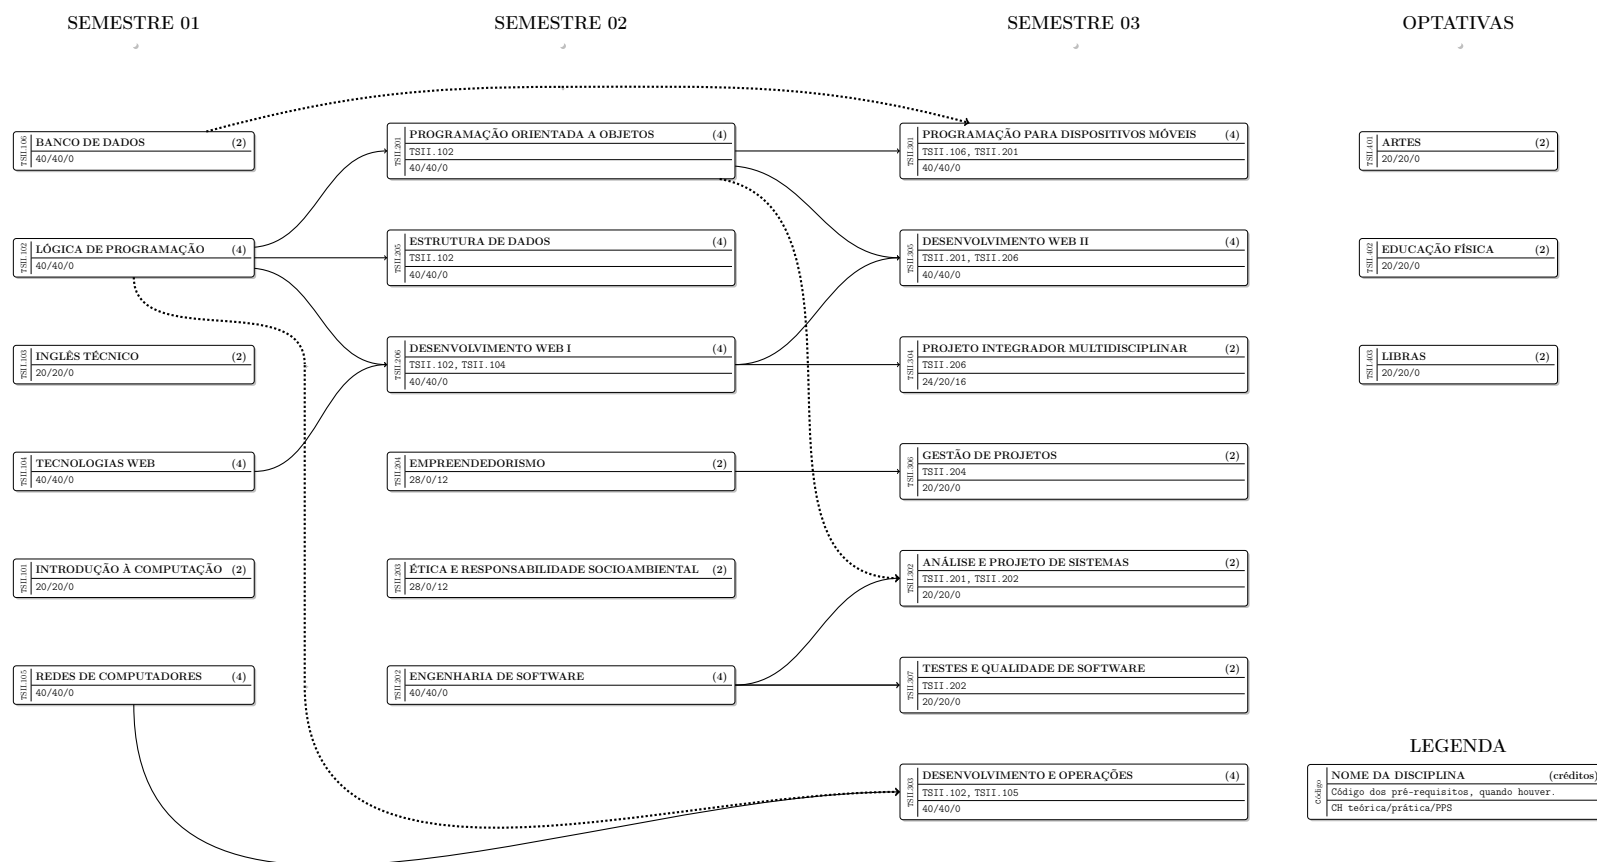 SEMESTRE 01
SEMESTRE 02
SEMESTRE 03
OPTATIVAS
TSII.106
BANCO DE DADOS (2)
40/40/0
TSII.102
LÓGICA DE PROGRAMAÇÃO (4)
40/40/0
TSII.103
INGLÊS TÉCNICO (2)
20/20/0
TSII.104
TECNOLOGIAS WEB (4)
40/40/0
TSII.101
INTRODUÇÃO À COMPUTAÇÃO (2)
20/20/0
TSII.105
REDES DE COMPUTADORES (4)
40/40/0
TSII.201
PROGRAMAÇÃO ORIENTADA A OBJETOS (4)
TSII.102
40/40/0
TSII.205
ESTRUTURA DE DADOS (4)
TSII.102
40/40/0
TSII.206
DESENVOLVIMENTO WEB I (4)
TSII.102, TSII.104
40/40/0
TSII.204
EMPREENDEDORISMO (2)
28/0/12
TSII.203
ÉTICA E RESPONSABILIDADE SOCIOAMBIENTAL (2)
28/0/12
TSII.202
ENGENHARIA DE SOFTWARE (4)
40/40/0
TSII.301
PROGRAMAÇÃO PARA DISPOSITIVOS MÓVEIS (4)
TSII.106, TSII.201
40/40/0
TSII.305
DESENVOLVIMENTO WEB II (4)
TSII.201, TSII.206
40/40/0
TSII.304
PROJETO INTEGRADOR MULTIDISCIPLINAR (2)
TSII.206
24/20/16
TSII.306
GESTÃO DE PROJETOS (2)
TSII.204
20/20/0
TSII.302
ANÁLISE E PROJETO DE SISTEMAS (2)
TSII.201, TSII.202
20/20/0
TSII.307
TESTES E QUALIDADE DE SOFTWARE (2)
TSII.202
20/20/0
TSII.303
DESENVOLVIMENTO E OPERAÇÕES (4)
TSII.102, TSII.105
40/40/0
TSII.401
ARTES (2)
20/20/0
TSII.402
EDUCAÇÃO FÍSICA (2)
20/20/0
TSII.403
LIBRAS (2)
20/20/0
LEGENDA
Código
NOME DA DISCIPLINA (créditos)
Código dos pré-requisitos, quando houver.
CH teórica/prática/PPS